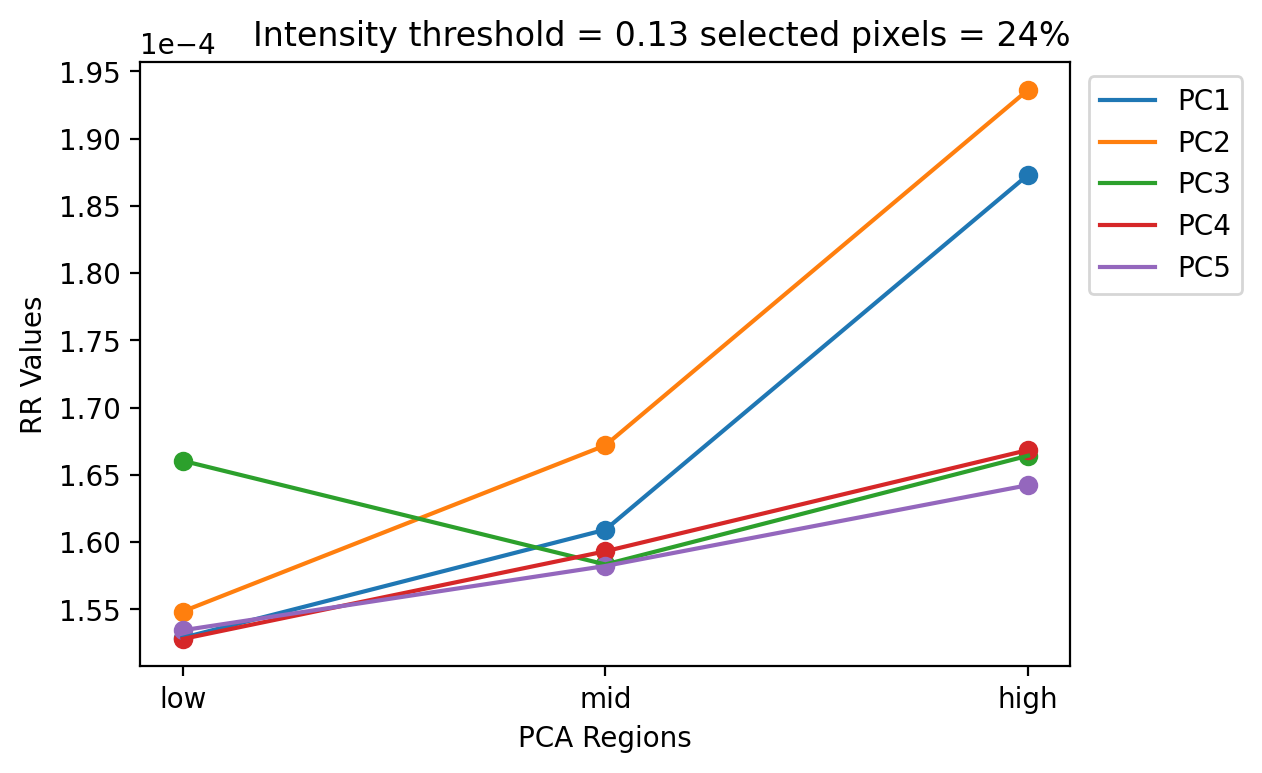 Intensity threshold = 0.13 selected pixels = 24%
1e−4
1.95
1.90
1.85
1.80
1.75
1.70
1.65
1.60
1.55
RR Values
low
mid
high
PCA Regions
PC1
PC2
PC3
PC4
PC5